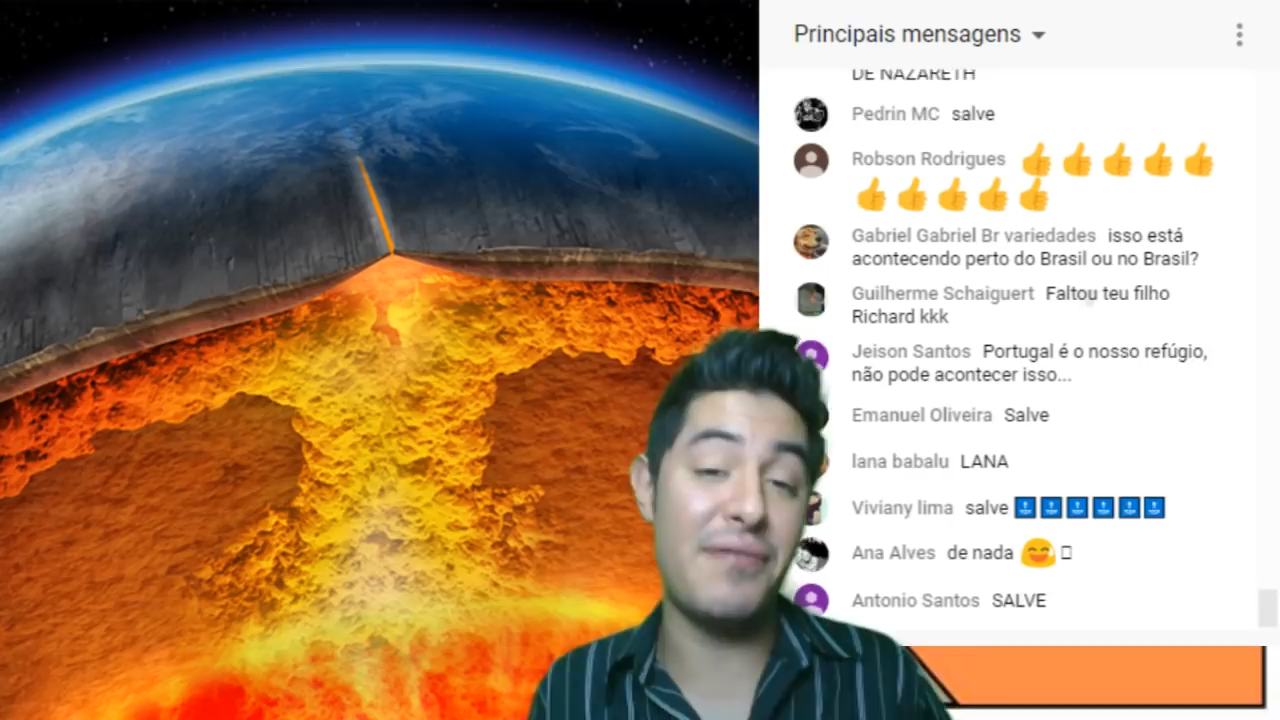 Principais mensagens
DE NAZARETH
Pedrin MC salve
Robson Rodrigues 👍👍👍👍👍
👍👍👍👍👍
Gabriel Gabriel Br variedades isso está
acontecendo perto do Brasil ou no Brasil?
Guilherme Schaiguert Faltou teu filho
Richard kkk
Jeison Santos Portugal é o nosso refúgio,
não pode acontecer isso...
Emanuel Oliveira Salve
lana babalu LANA
Viviany lima salve 🔝🔝🔝🔝🔝🔝
Ana Alves de nada 😅
Antonio Santos SALVE